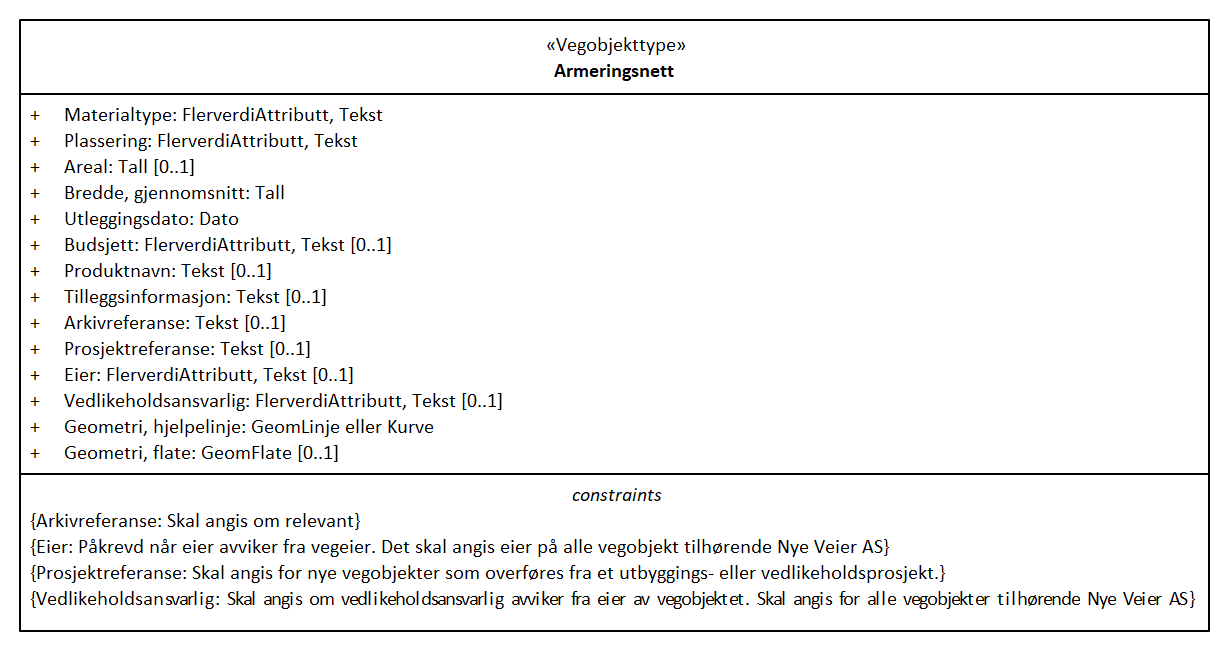 «Vegobjekttype»
Armeringsnett
+ Materialtype: FlerverdiAttributt, Tekst
+ Plassering: FlerverdiAttributt, Tekst
+ Areal: Tall [0..1]
+ Bredde, gjennomsnitt: Tall
+ Utleggingsdato: Dato
+ Budsjett: FlerverdiAttributt, Tekst [0..1]
+ Produktnavn: Tekst [0..1]
+ Tilleggsinformasjon: Tekst [0..1]
+ Arkivreferanse: Tekst [0..1]
+ Prosjektreferanse: Tekst [0..1]
+ Eier: FlerverdiAttributt, Tekst [0..1]
+ Vedlikeholdsansvarlig: FlerverdiAttributt, Tekst [0..1]
+ Geometri, hjelpelinje: GeomLinje eller Kurve
+ Geometri, flate: GeomFlate [0..1]
constraints
{Arkivreferanse: Skal angis om relevant}
{Eier: Påkrevd når eier avviker fra vegeier. Det skal angis eier på alle vegobjekt tilhørende Nye Veier AS}
{Prosjektreferanse: Skal angis for nye vegobjekter som overføres fra et utbyggings- eller vedlikeholdsprosjekt.}
{Vedlikeholdsansvarlig: Skal angis om vedlikeholdsansvarlig avviker fra eier av vegobjektet. Skal angis for alle vegobjekter tilhørende Nye Veier AS}